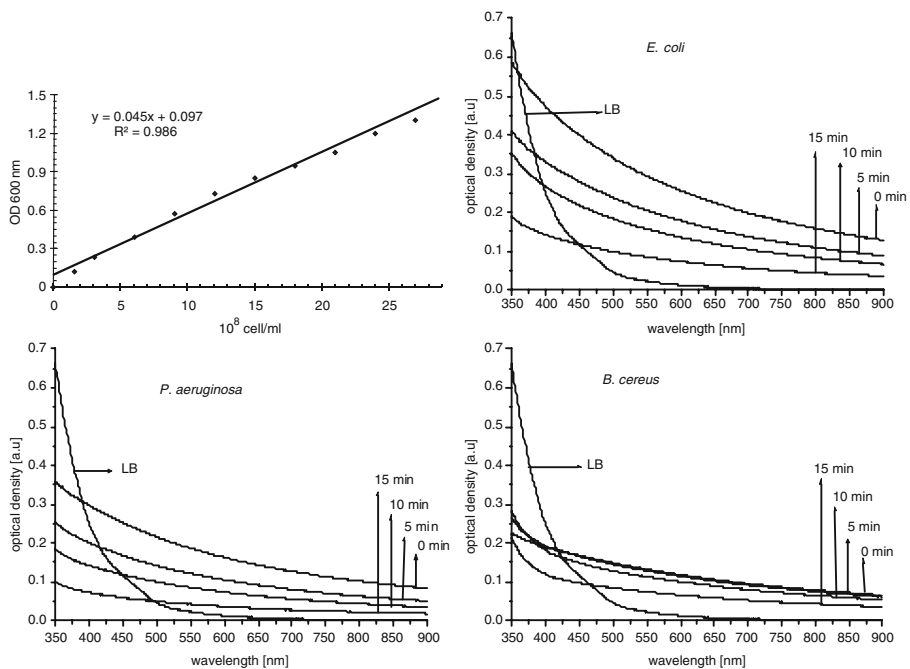 1.5
1.2
0.9
0.6
0.3
0
OD 600 nm
y = 0.045x + 0.097
R² = 0.986
0 5 10 15 20 25
10⁸ cell/ml
0.7
0.6
0.5
0.4
0.3
0.2
0.1
0.0
optical density [a.u]
E. coli
LB
15 min
10 min
5 min
0 min
350 400 450 500 550 600 650 700 750 800 850 900
wavelength [nm]
0.7
0.6
0.5
0.4
0.3
0.2
0.1
0.0
optical density [a.u]
P. aeruginosa
LB
15 min
10 min
5 min
0 min
350 400 450 500 550 600 650 700 750 800 850 900
wavelength [nm]
0.7
0.6
0.5
0.4
0.3
0.2
0.1
0.0
optical density [a.u]
B. cereus
LB
15 min
10 min
5 min
0 min
350 400 450 500 550 600 650 700 750 800 850 900
wavelength [nm]